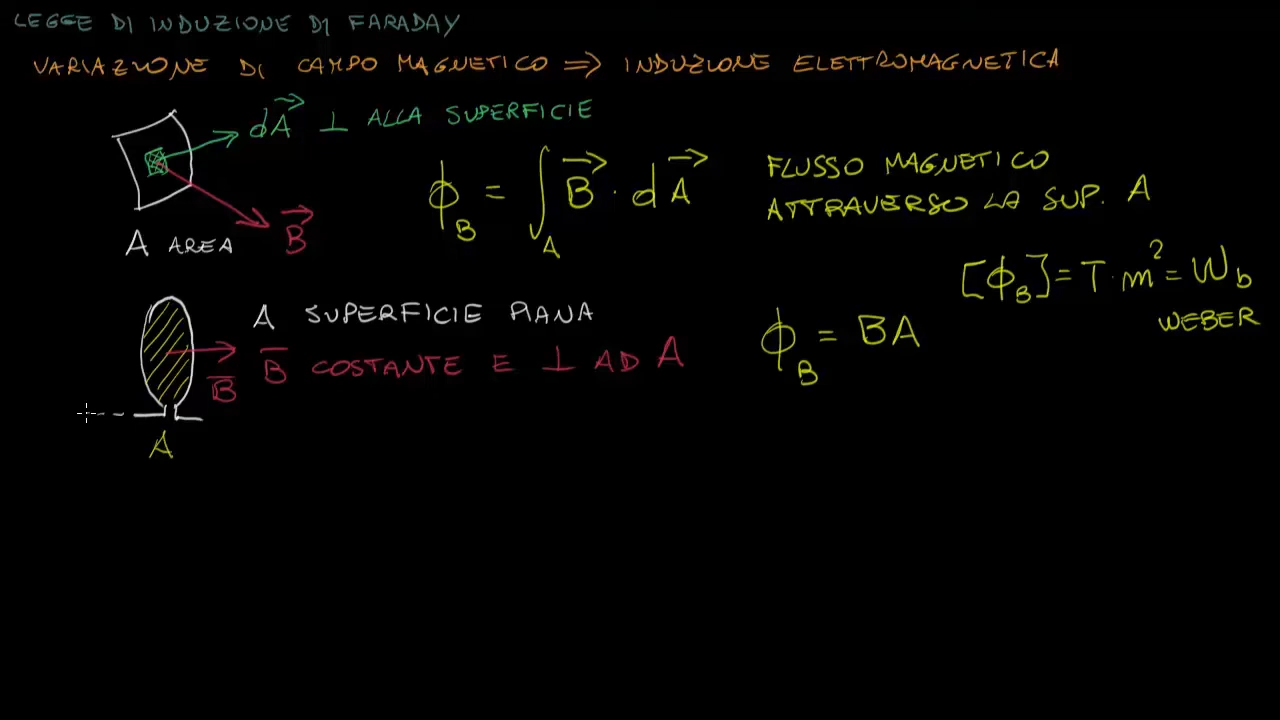 LEGGE DI INDUZIONE DI FARADAY
VARIAZIONE DI CAMPO MAGNETICO ⇒ INDUZIONE ELETTROMAGNETICA
dA⃗ ⊥ ALLA SUPERFICIE
B⃗
A AREA
ϕ_B = ∫_A B⃗ · dA⃗
FLUSSO MAGNETICO
ATTRAVERSO LA SUP. A
[ϕ_B] = T · m² = Wb
WEBER
A SUPERFICIE PIANA
B̅ COSTANTE E ⊥ AD A
ϕ_B = BA
B̅
A